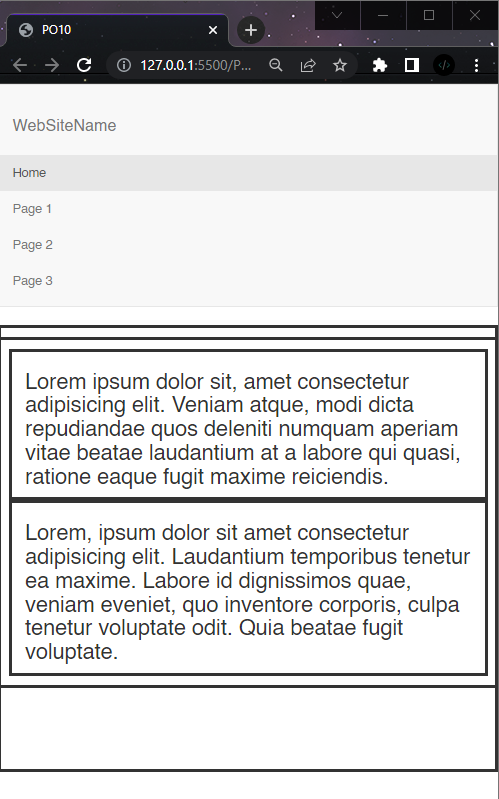 PO10
127.0.0.1:5500/P...
WebSiteName
Home
Page 1
Page 2
Page 3
Lorem ipsum dolor sit, amet consectetur
adipisicing elit. Veniam atque, modi dicta
repudiandae quos deleniti numquam aperiam
vitae beatae laudantium at a labore qui quasi,
ratione eaque fugit maxime reiciendis.
Lorem, ipsum dolor sit amet consectetur
adipisicing elit. Laudantium temporibus tenetur
ea maxime. Labore id dignissimos quae,
veniam eveniet, quo inventore corporis, culpa
tenetur voluptate odit. Quia beatae fugit
voluptate.